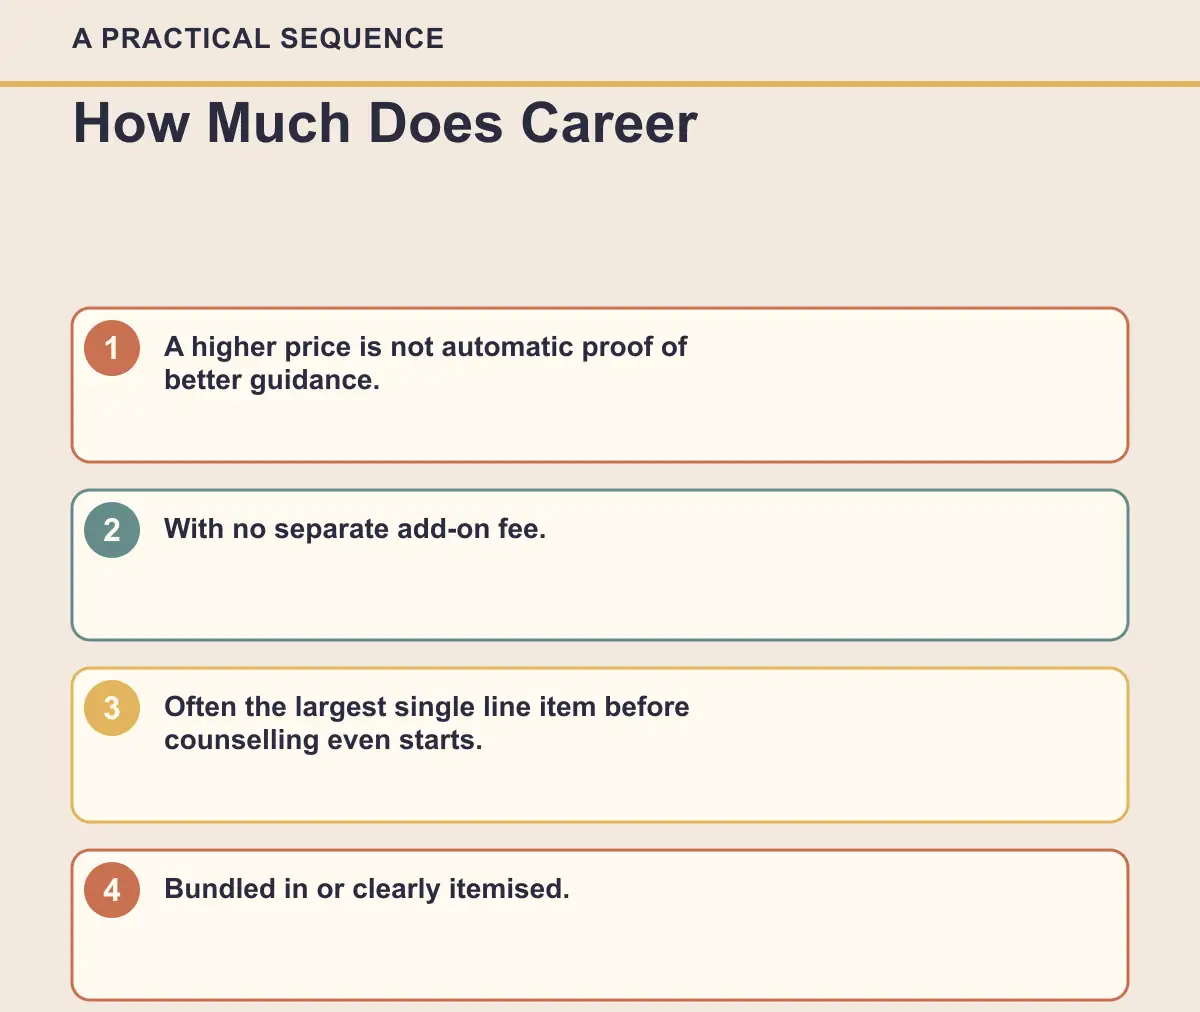 A PRACTICAL SEQUENCE
How Much Does Career
1
A higher price is not automatic proof of
better guidance.
2
With no separate add-on fee.
3
Often the largest single line item before
counselling even starts.
4
Bundled in or clearly itemised.